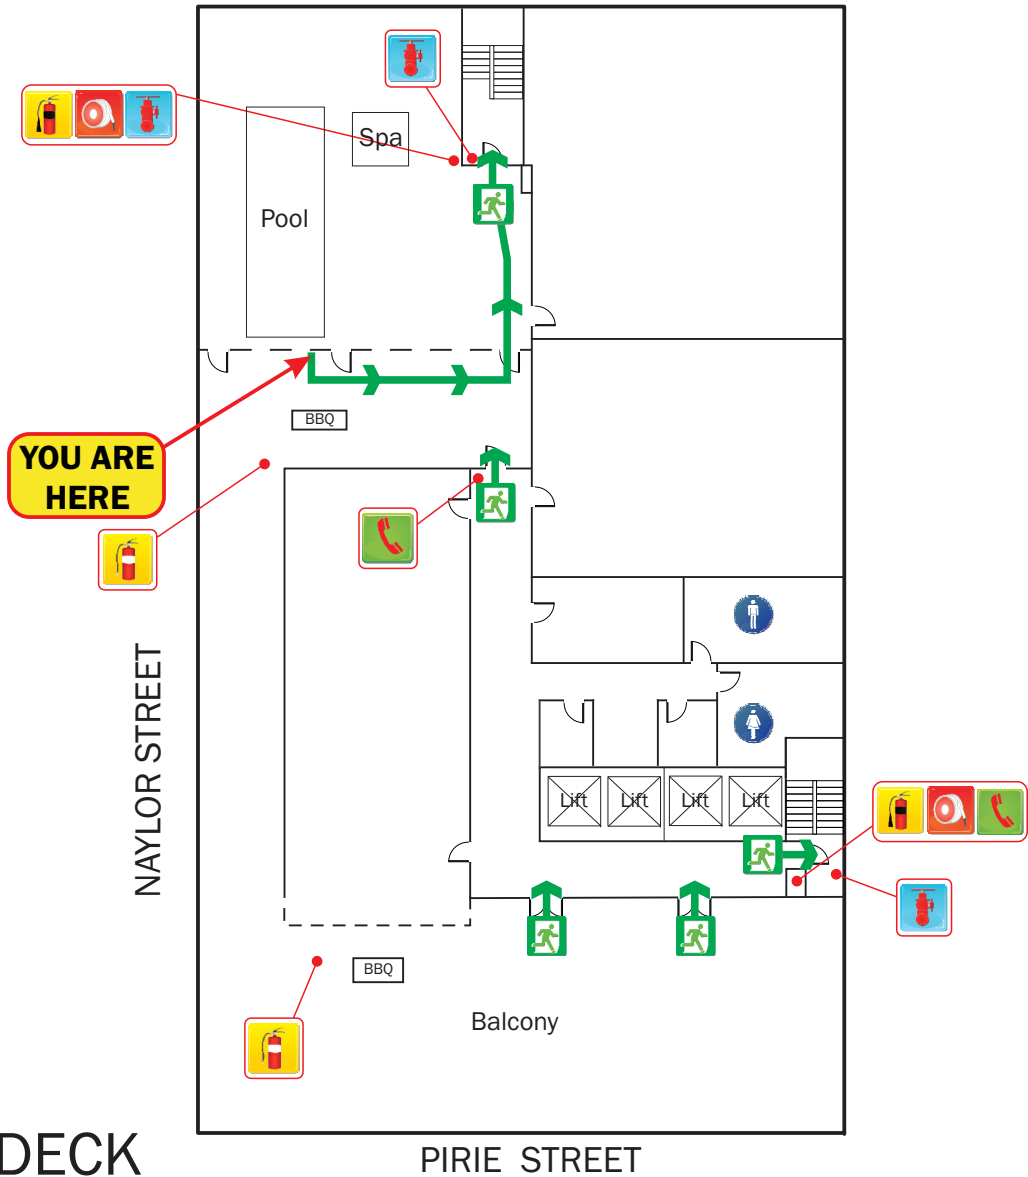 Spa
Pool
BBQ
YOU ARE
HERE
NAYLOR STREET
Lift
Lift
Lift
Lift
BBQ
Balcony
DECK
PIRIE STREET